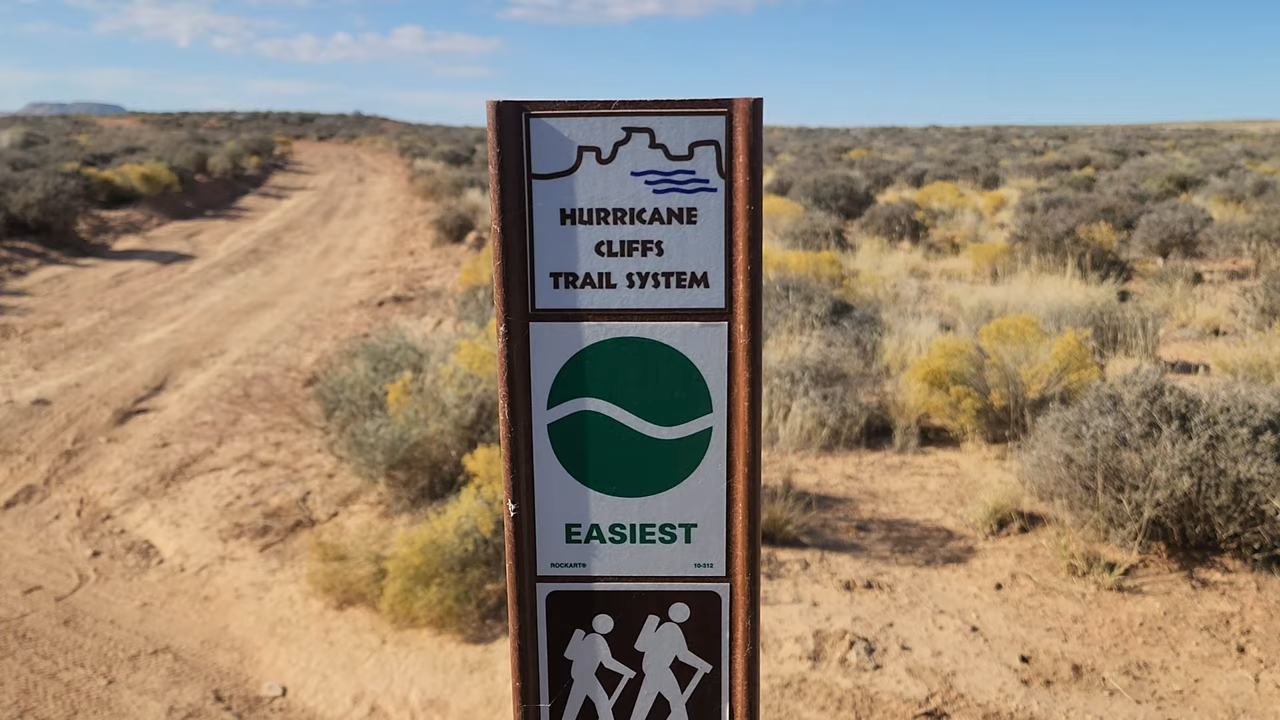 HURRICANE
CLIFFS
TRAIL SYSTEM
EASIEST
ROCKART® 10-312